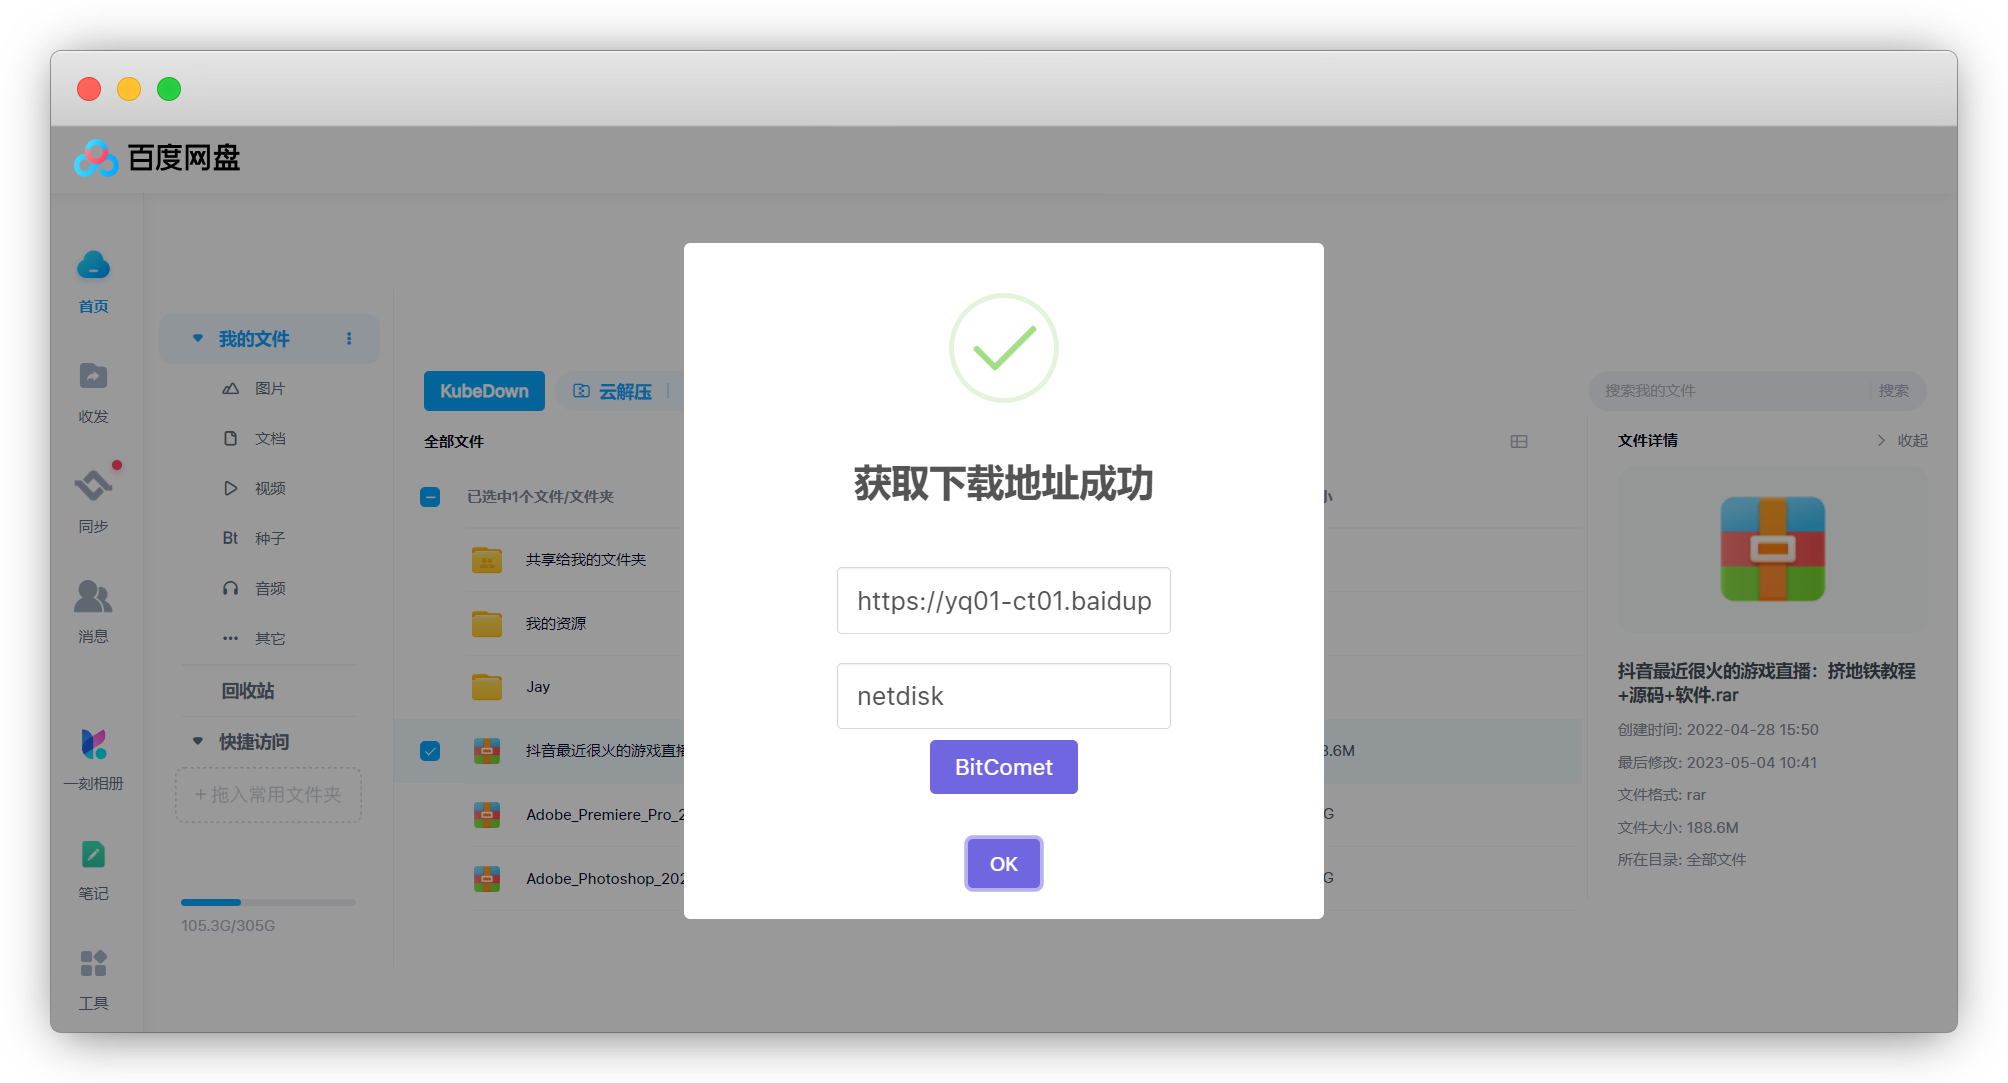 百度网盘
首页
收发
同步
消息
一刻相册
笔记
工具
我的文件
图片
文档
视频
Bt 种子
音频
其它
回收站
快捷访问
+ 拖入常用文件夹
105.3G/305G
KubeDown
云解压
全部文件
已选中1个文件/文件夹
共享给我的文件夹
我的资源
Jay
抖音最近很火的游戏直
Adobe_Premiere_Pro_2
Adobe_Photoshop_202
获取下载地址成功
https://yq01-ct01.baidup
netdisk
BitComet
OK
小
8.6M
G
G
搜索我的文件
搜索
文件详情
收起
抖音最近很火的游戏直播：挤地铁教程
+源码+软件.rar
创建时间: 2022-04-28 15:50
最后修改: 2023-05-04 10:41
文件格式: rar
文件大小: 188.6M
所在目录: 全部文件